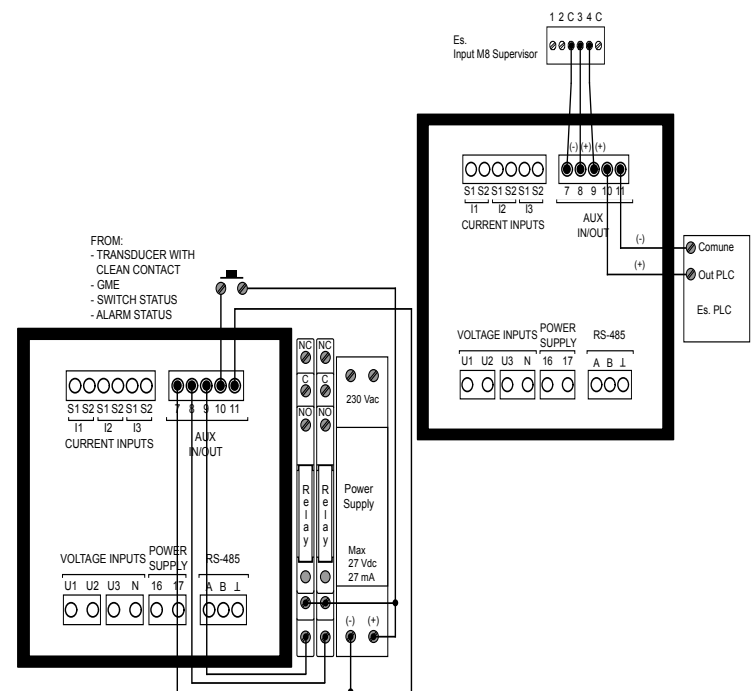 1 2 C 3 4 C
Es.
Input M8 Supervisor
(-) (+) (+)
S1 S2 S1 S2 S1 S2
7 8 9 10 11
I1 I2 I3
CURRENT INPUTS
AUX
IN/OUT
(-)
Comune
(+)
Out PLC
Es. PLC
VOLTAGE INPUTS
POWER
SUPPLY
RS-485
U1 U2 U3 N 16 17 A B ⊥
FROM:
- TRANSDUCER WITH
CLEAN CONTACT
- GME
- SWITCH STATUS
- ALARM STATUS
S1 S2 S1 S2 S1 S2
7 8 9 10 11
I1 I2 I3
CURRENT INPUTS
AUX
IN/OUT
NC NC
C C
NO NO
230 Vac
Relay
Relay
Power
Supply
Max
27 Vdc
27 mA
(-) (+)
VOLTAGE INPUTS
POWER
SUPPLY
RS-485
U1 U2 U3 N 16 17 A B ⊥